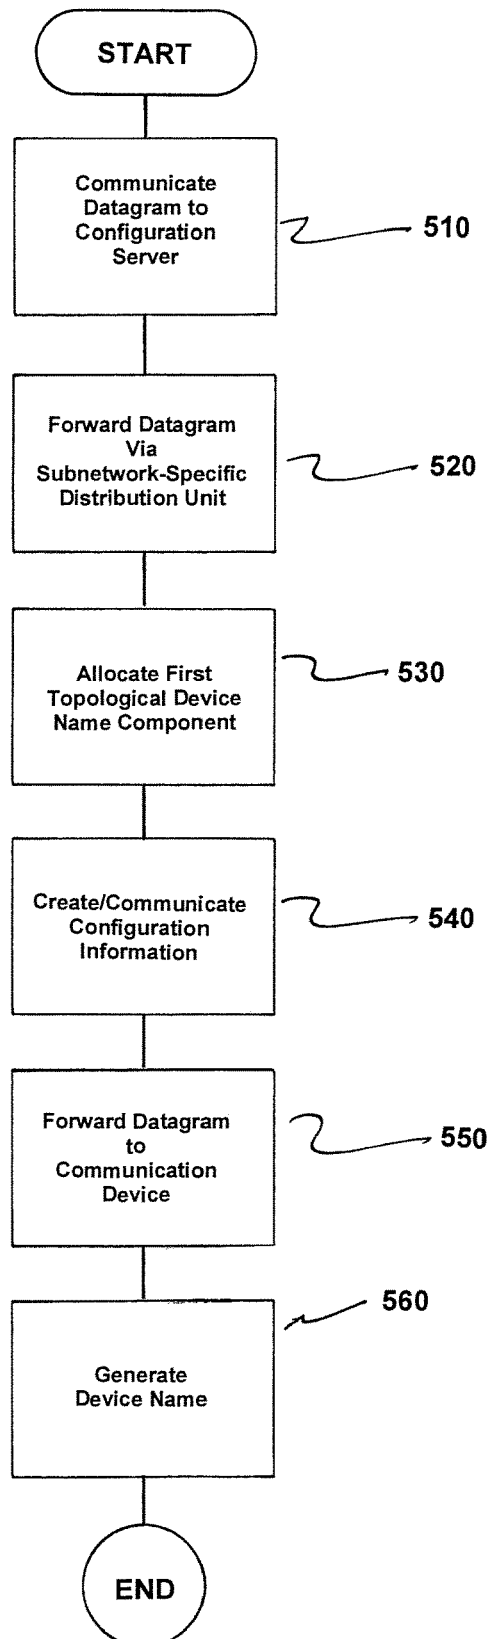 START
Communicate
Datagram to
Configuration
Server
510
Forward Datagram
Via
Subnetwork-Specific
Distribution Unit
520
Allocate First
Topological Device
Name Component
530
Create/Communicate
Configuration
Information
540
Forward Datagram
to
Communication
Device
550
Generate
Device Name
560
END